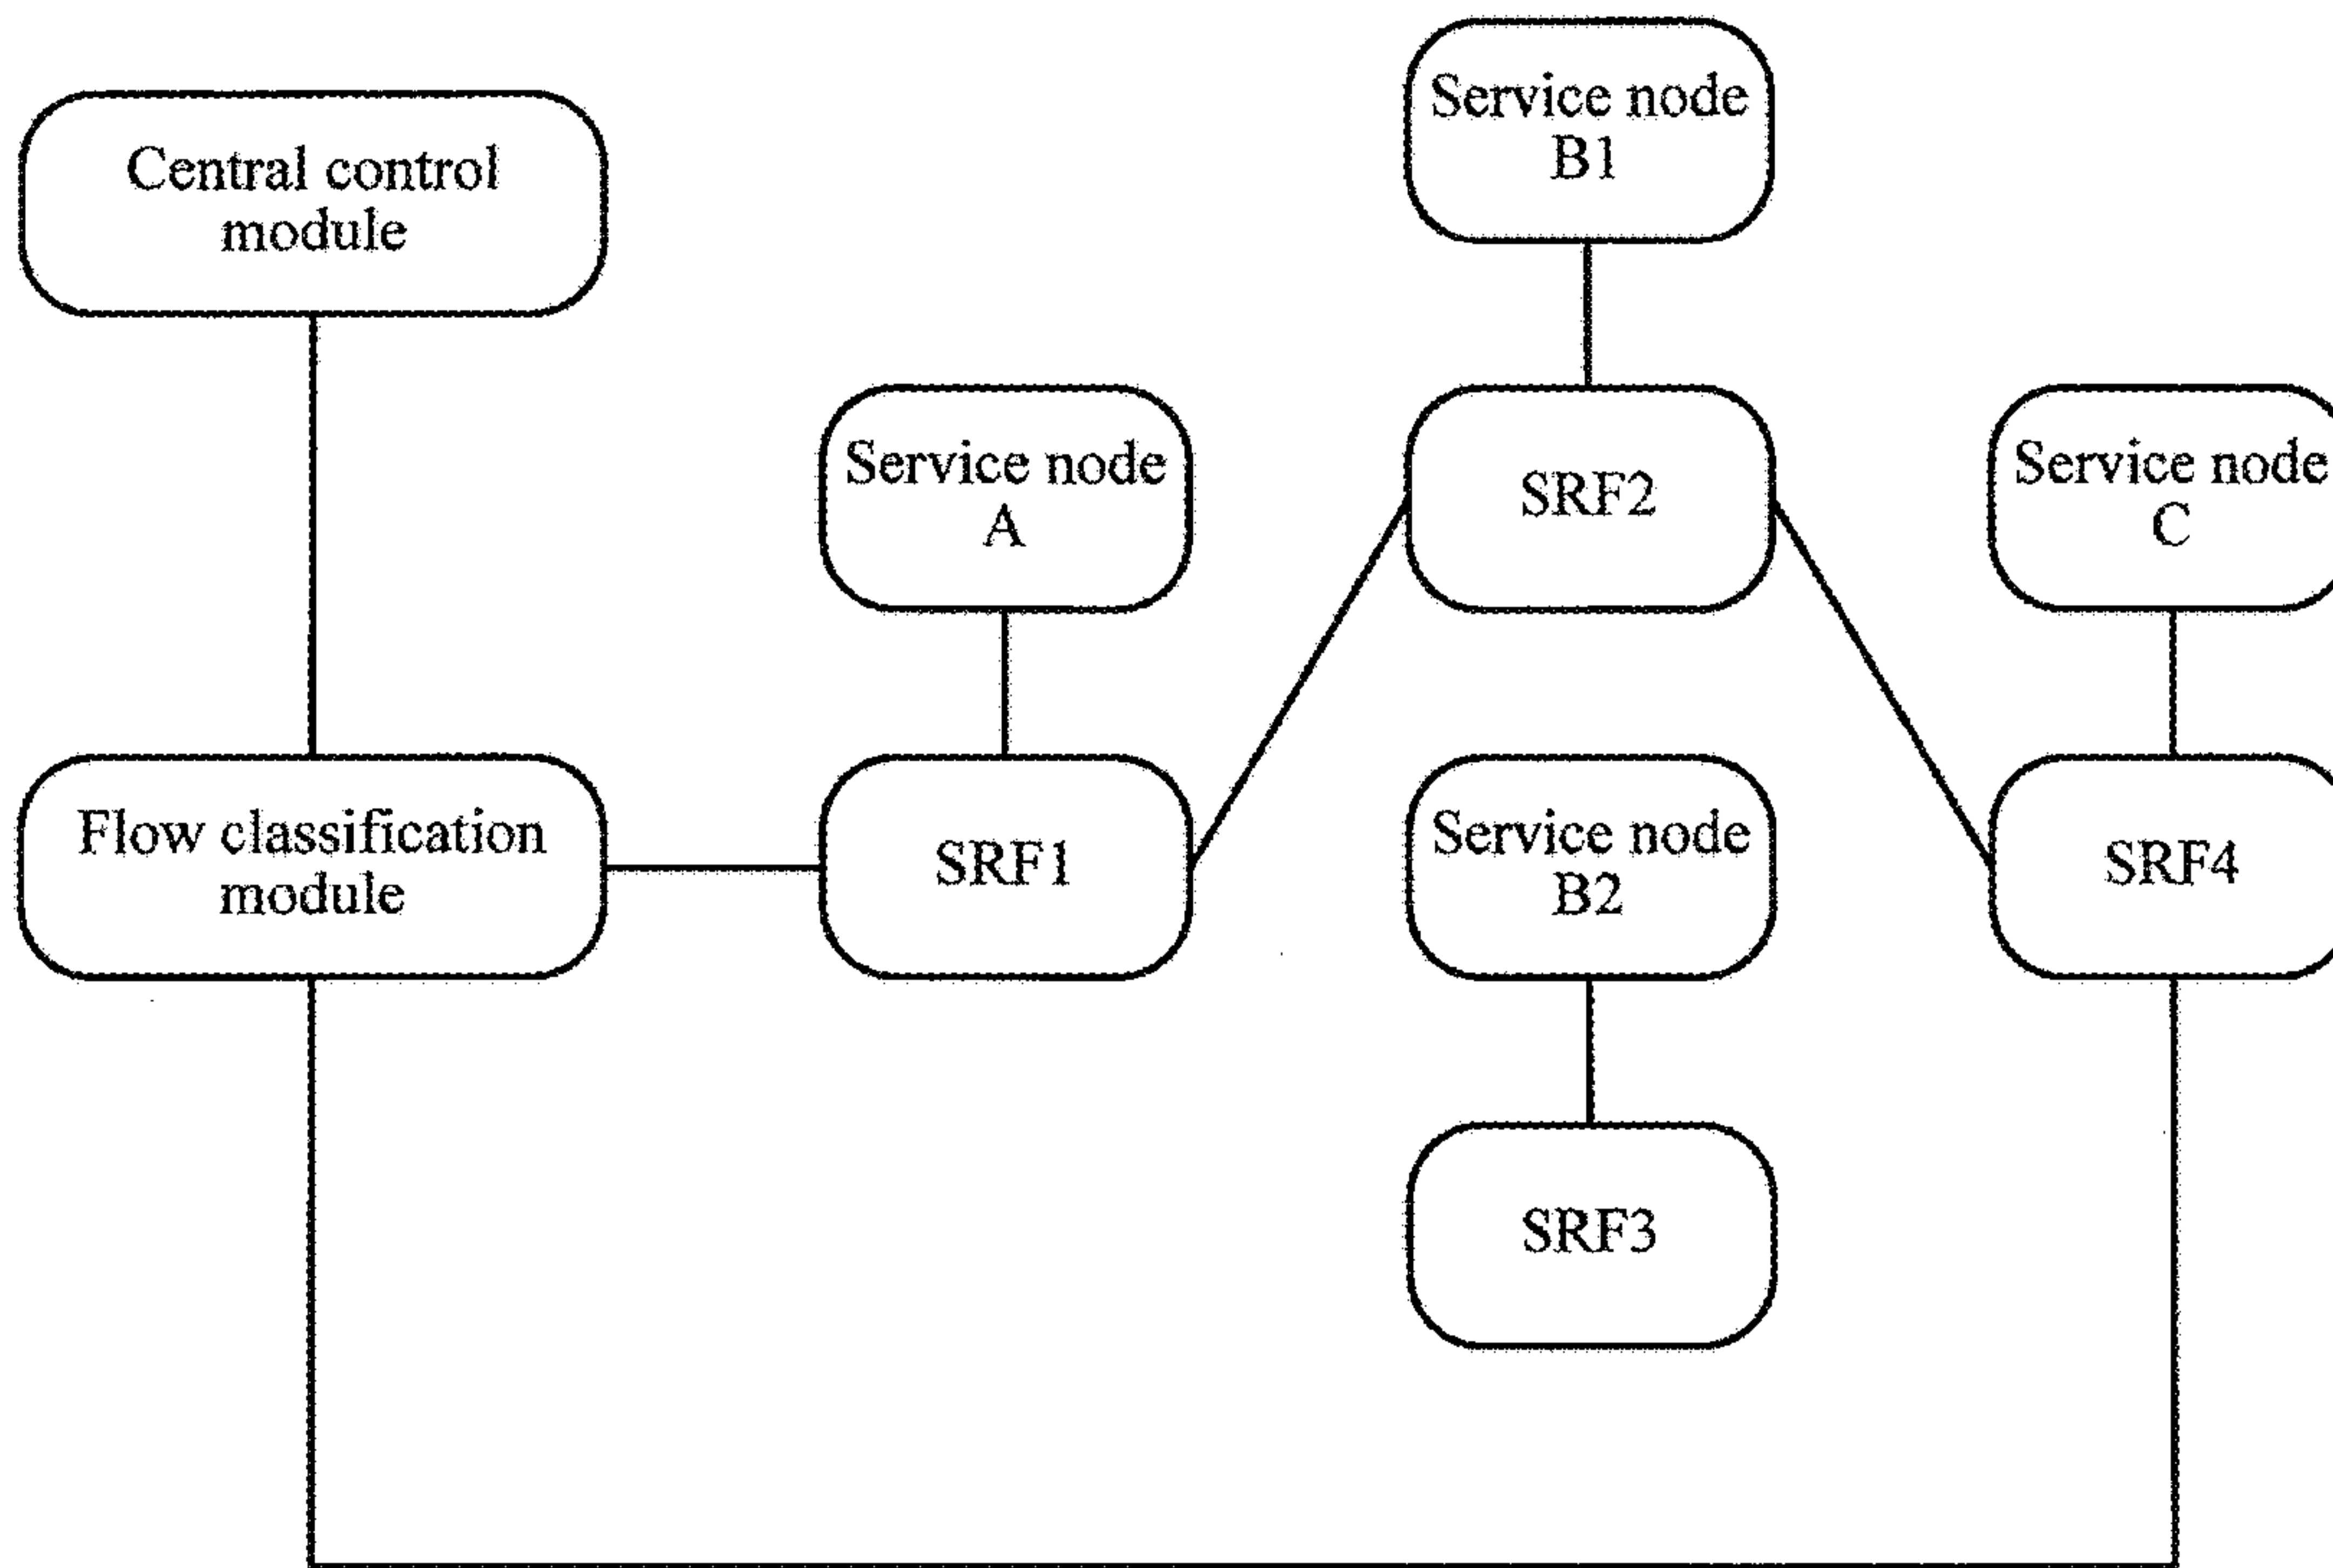 Service node
B1
Central control
module
Service node
A
SRF2
Service node
C
Flow classification
module
SRF1
Service node
B2
SRF4
SRF3